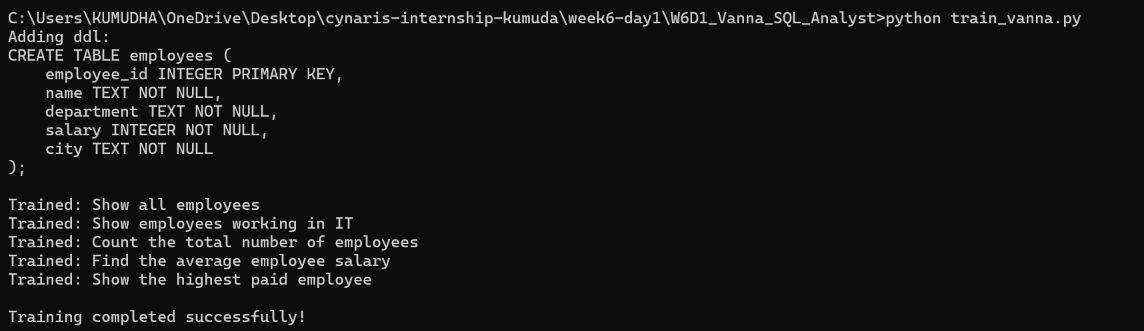 C:\Users\KUMUDHA\OneDrive\Desktop\cynaris-internship-kumuda\week6-day1\W6D1_Vanna_SQL_Analyst>python train_vanna.py
Adding ddl:
CREATE TABLE employees (
    employee_id INTEGER PRIMARY KEY,
    name TEXT NOT NULL,
    department TEXT NOT NULL,
    salary INTEGER NOT NULL,
    city TEXT NOT NULL
);

Trained: Show all employees
Trained: Show employees working in IT
Trained: Count the total number of employees
Trained: Find the average employee salary
Trained: Show the highest paid employee

Training completed successfully!